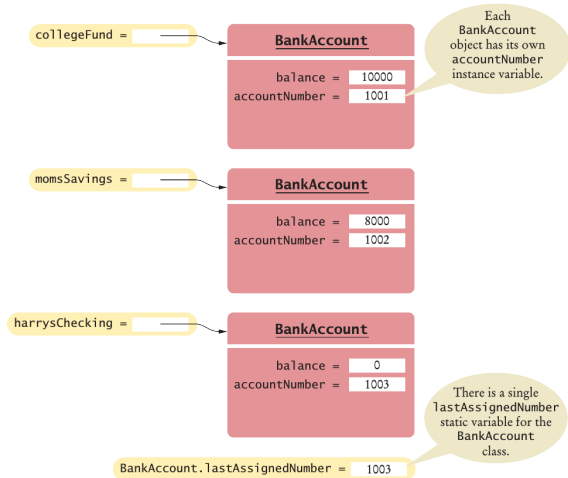 collegeFund =
BankAccount
balance = 10000
accountNumber = 1001
Each
BankAccount
object has its own
accountNumber
instance variable.
momsSavings =
BankAccount
balance = 8000
accountNumber = 1002
harrysChecking =
BankAccount
balance = 0
accountNumber = 1003
There is a single
lastAssignedNumber
static variable for the
BankAccount
class.
BankAccount.lastAssignedNumber = 1003